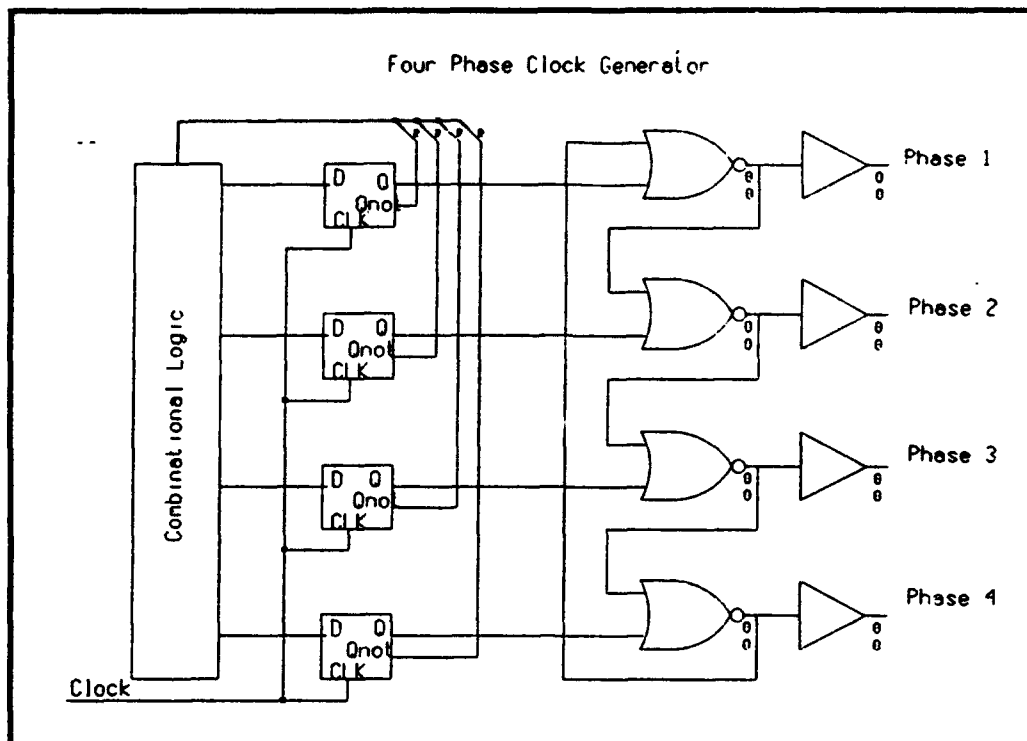 Four Phase Clock Generator
Combinational Logic
D Q
Qnot
CLK
D Q
Qnot
CLK
D Q
Qnot
CLK
D Q
Qnot
CLK
Clock
Phase 1
Phase 2
Phase 3
Phase 4